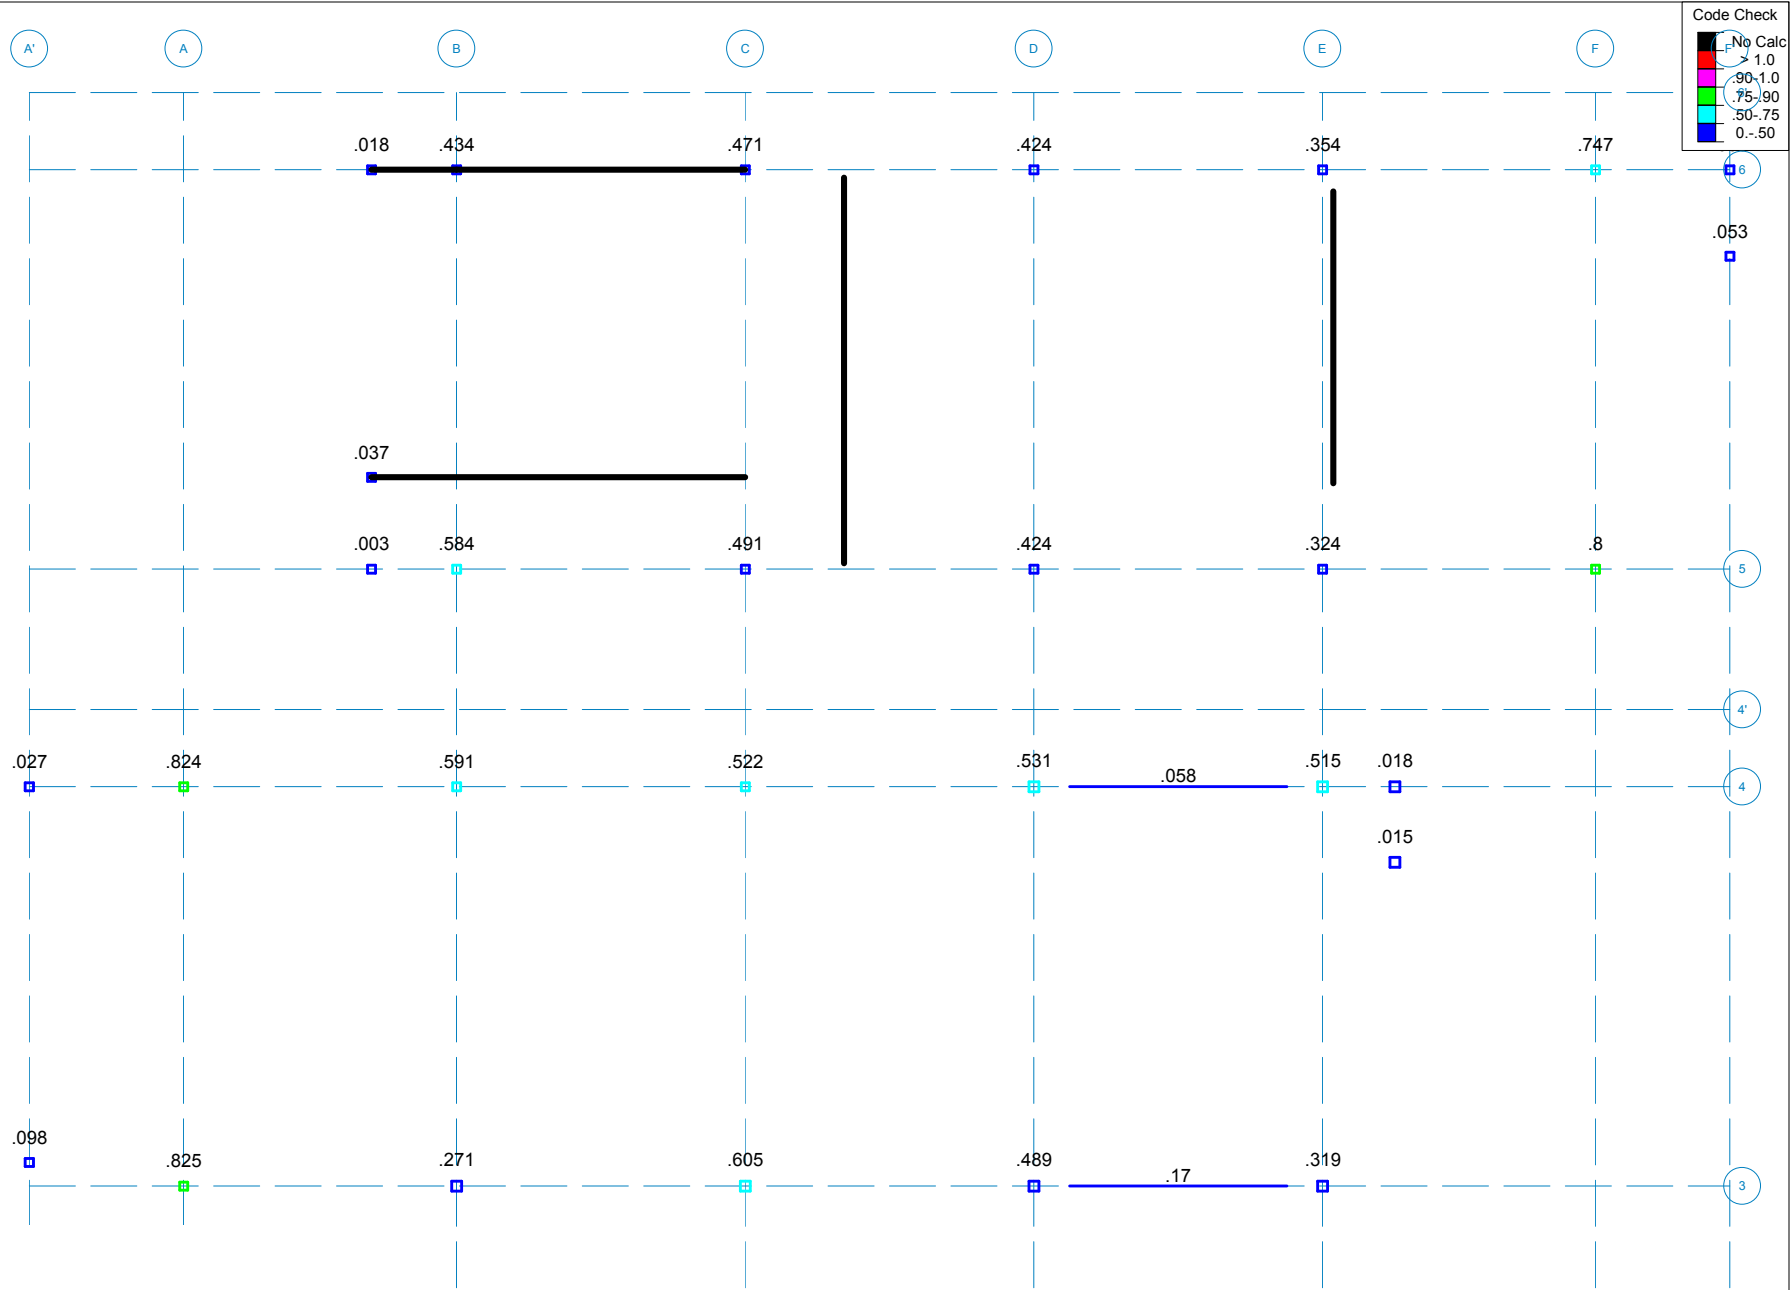 Code Check
No Calc
> 1.0
.90-1.0
.75-.90
.50-.75
0.-.50
A' A B C D E F F'
6'
.018 .434 .471 .424 .354 .747
6
.053
.037
.003 .584 .491 .424 .324 .8
5
4'
.027 .824 .591 .522 .531 .058 .515 .018
4
.015
.098
.825 .271 .605 .489 .17 .319
3